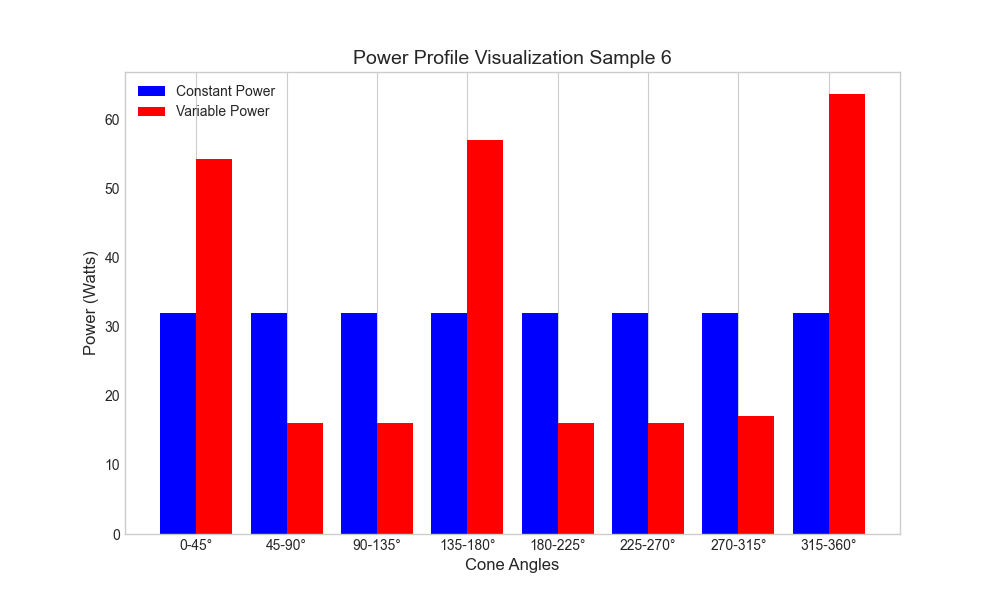 Power Profile Visualization Sample 6
Constant Power
Variable Power
Power (Watts)
60
50
40
30
20
10
0
0-45° 45-90° 90-135° 135-180° 180-225° 225-270° 270-315° 315-360°
Cone Angles